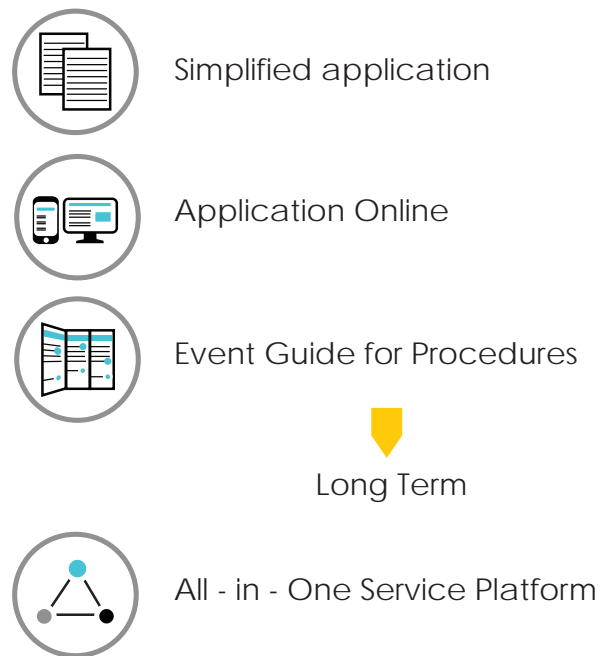 Simplified application
Application Online
Event Guide for Procedures
Long Term
All - in - One Service Platform